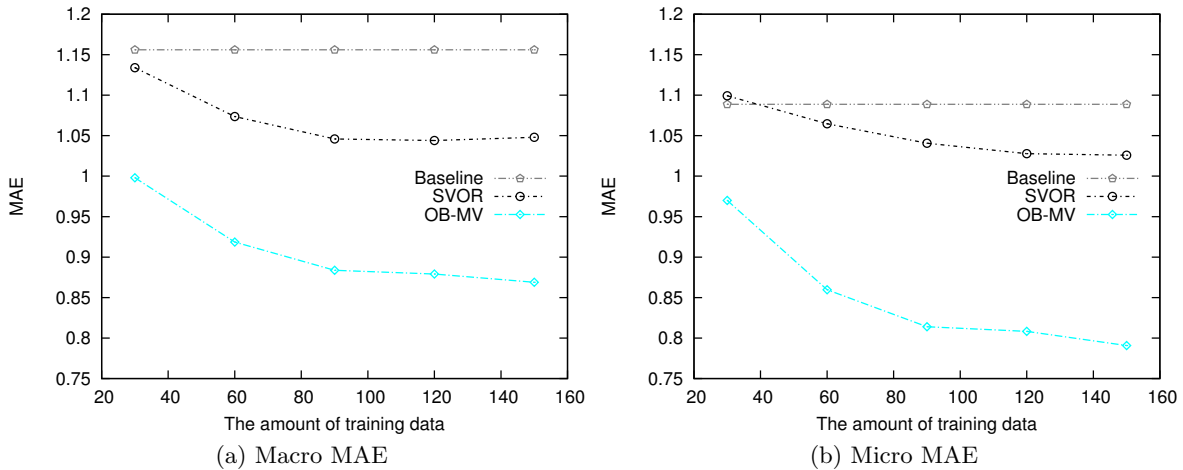 1.2
1.15
1.1
1.05
1
0.95
0.9
0.85
0.8
0.75
MAE
Baseline
SVOR
OB-MV
20 40 60 80 100 120 140 160
The amount of training data
(a) Macro MAE
1.2
1.15
1.1
1.05
1
0.95
0.9
0.85
0.8
0.75
MAE
Baseline
SVOR
OB-MV
20 40 60 80 100 120 140 160
The amount of training data
(b) Micro MAE